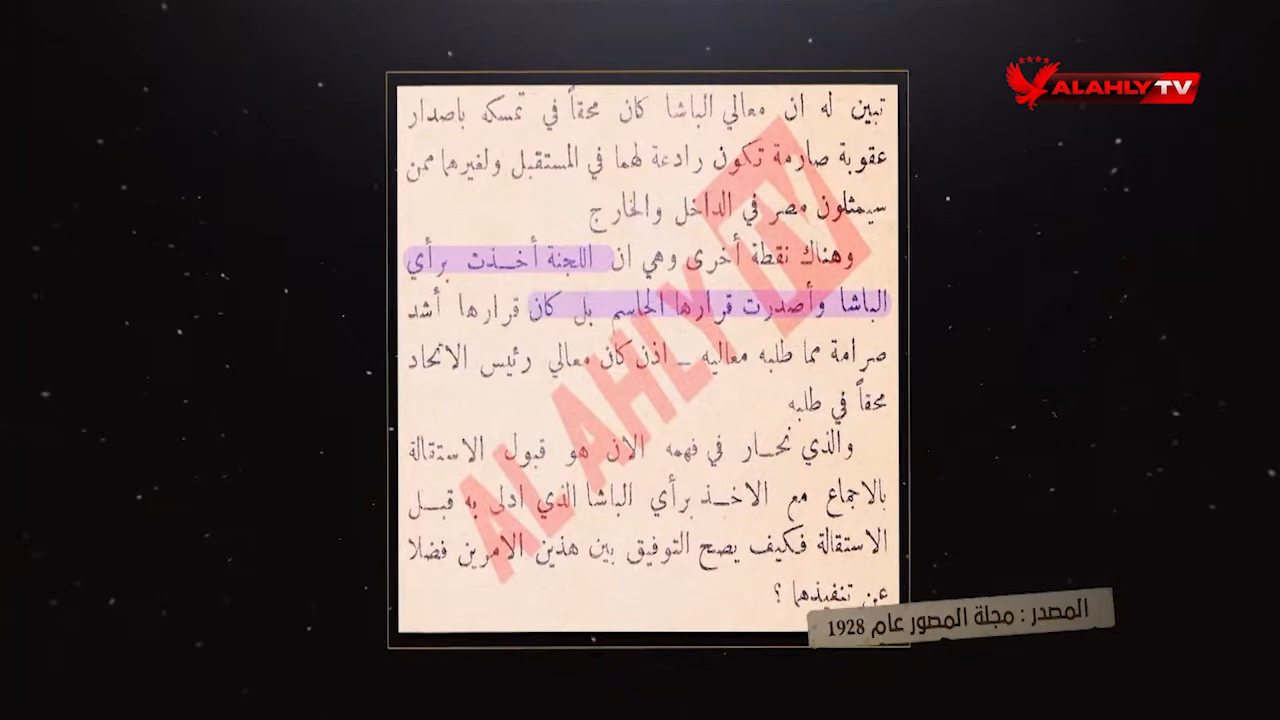 ALAHLY TV
تبين له ان معالي الباشا كان محقاً في تمسكه باصدار
عقوبة صارمة تكون رادعة لهما في المستقبل ولغيرهما ممن
سيمثلون مصر في الداخل والخارج
وهناك نقطة أخرى وهي ان اللجنة أخذت برأي
الباشا وأصدرت قرارها الحاسم بل كان قرارها أشد
صرامة مما طلبه معاليه ــ اذن كان معالي رئيس الاتحاد
محقاً في طلبه
والذي نحار في فهمه الان هو قبول الاستقالة
بالاجماع مع الاخذ برأي الباشا الذي ادلى به قبل
الاستقالة فكيف يصح التوفيق بين هذين الامرين فضلا
عن تنفيذهما ؟
ALAHLY TV
المصدر : مجلة المصور عام 1928